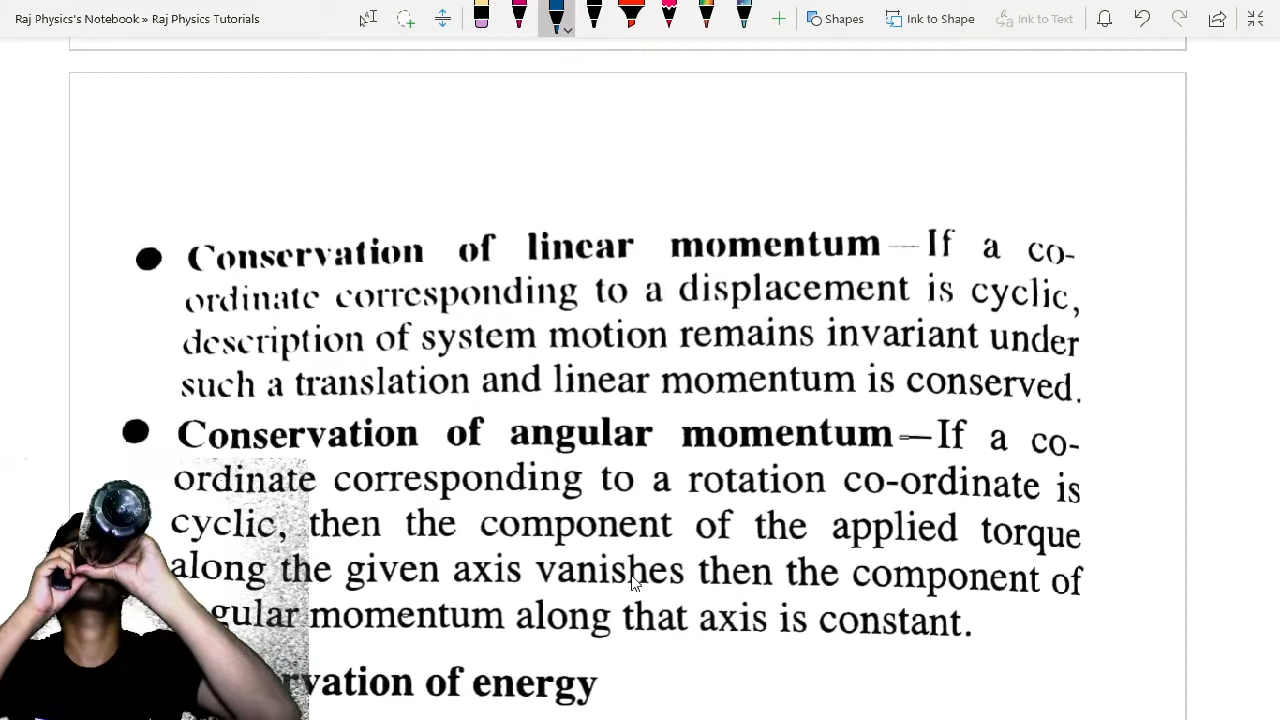 Raj Physics's Notebook » Raj Physics Tutorials
Shapes
Ink to Shape
Ink to Text
Conservation of linear momentum — If a co-
ordinate corresponding to a displacement is cyclic,
description of system motion remains invariant under
such a translation and linear momentum is conserved.
Conservation of angular momentum — If a co-
ordinate corresponding to a rotation co-ordinate is
cyclic, then the component of the applied torque
along the given axis vanishes then the component of
gular momentum along that axis is constant.
rvation of energy